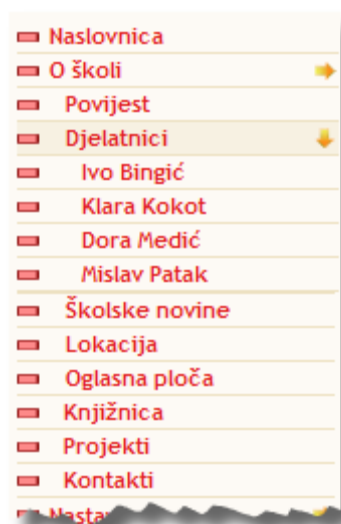 Naslovnica
O školi
Povijest
Djelatnici
Ivo Bingić
Klara Kokot
Dora Medić
Mislav Patak
Školske novine
Lokacija
Oglasna ploča
Knjižnica
Projekti
Kontakti